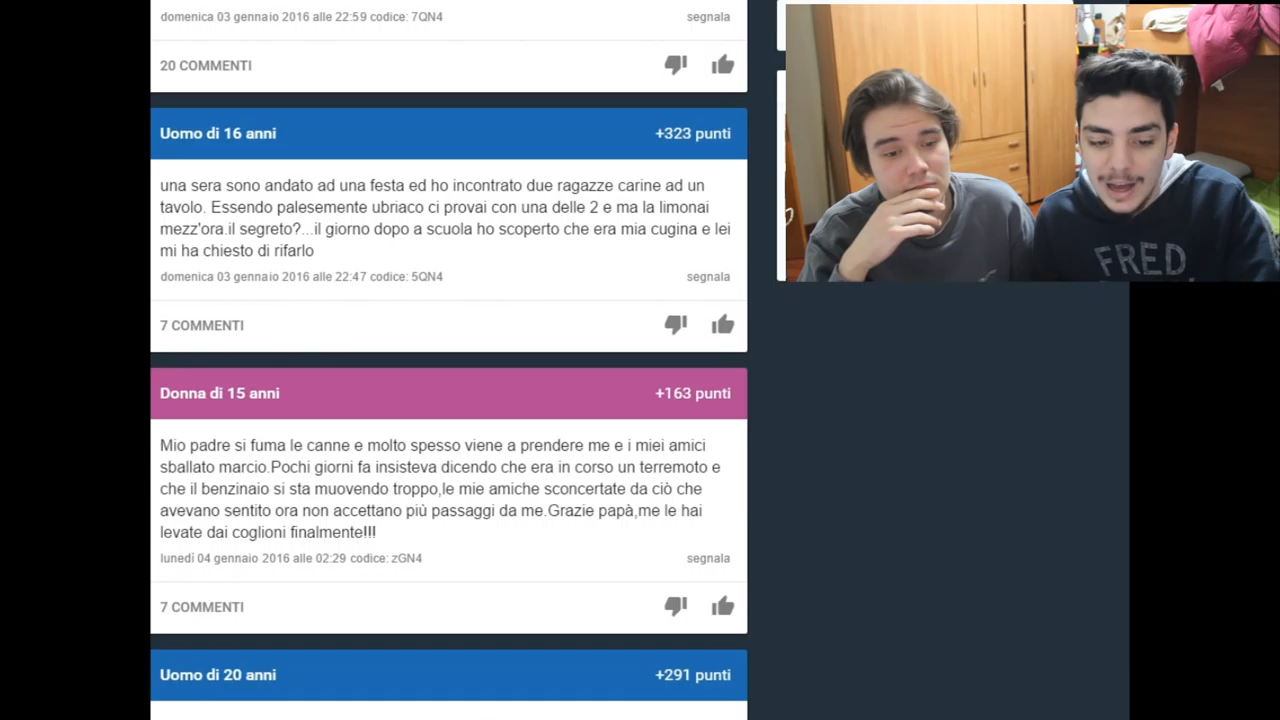 domenica 03 gennaio 2016 alle 22:59 codice: 7QN4 segnala
20 COMMENTI
Uomo di 16 anni +323 punti
una sera sono andato ad una festa ed ho incontrato due ragazze carine ad un
tavolo. Essendo palesemente ubriaco ci provai con una delle 2 e ma la limonai
mezz'ora.il segreto?...il giorno dopo a scuola ho scoperto che era mia cugina e lei
mi ha chiesto di rifarlo
domenica 03 gennaio 2016 alle 22:47 codice: 5QN4 segnala
7 COMMENTI
Donna di 15 anni +163 punti
Mio padre si fuma le canne e molto spesso viene a prendere me e i miei amici
sballato marcio.Pochi giorni fa insisteva dicendo che era in corso un terremoto e
che il benzinaio si sta muovendo troppo,le mie amiche sconcertate da ciò che
avevano sentito ora non accettano più passaggi da me.Grazie papà,me le hai
levate dai coglioni finalmente!!!
lunedì 04 gennaio 2016 alle 02:29 codice: zGN4 segnala
7 COMMENTI
Uomo di 20 anni +291 punti
FRED